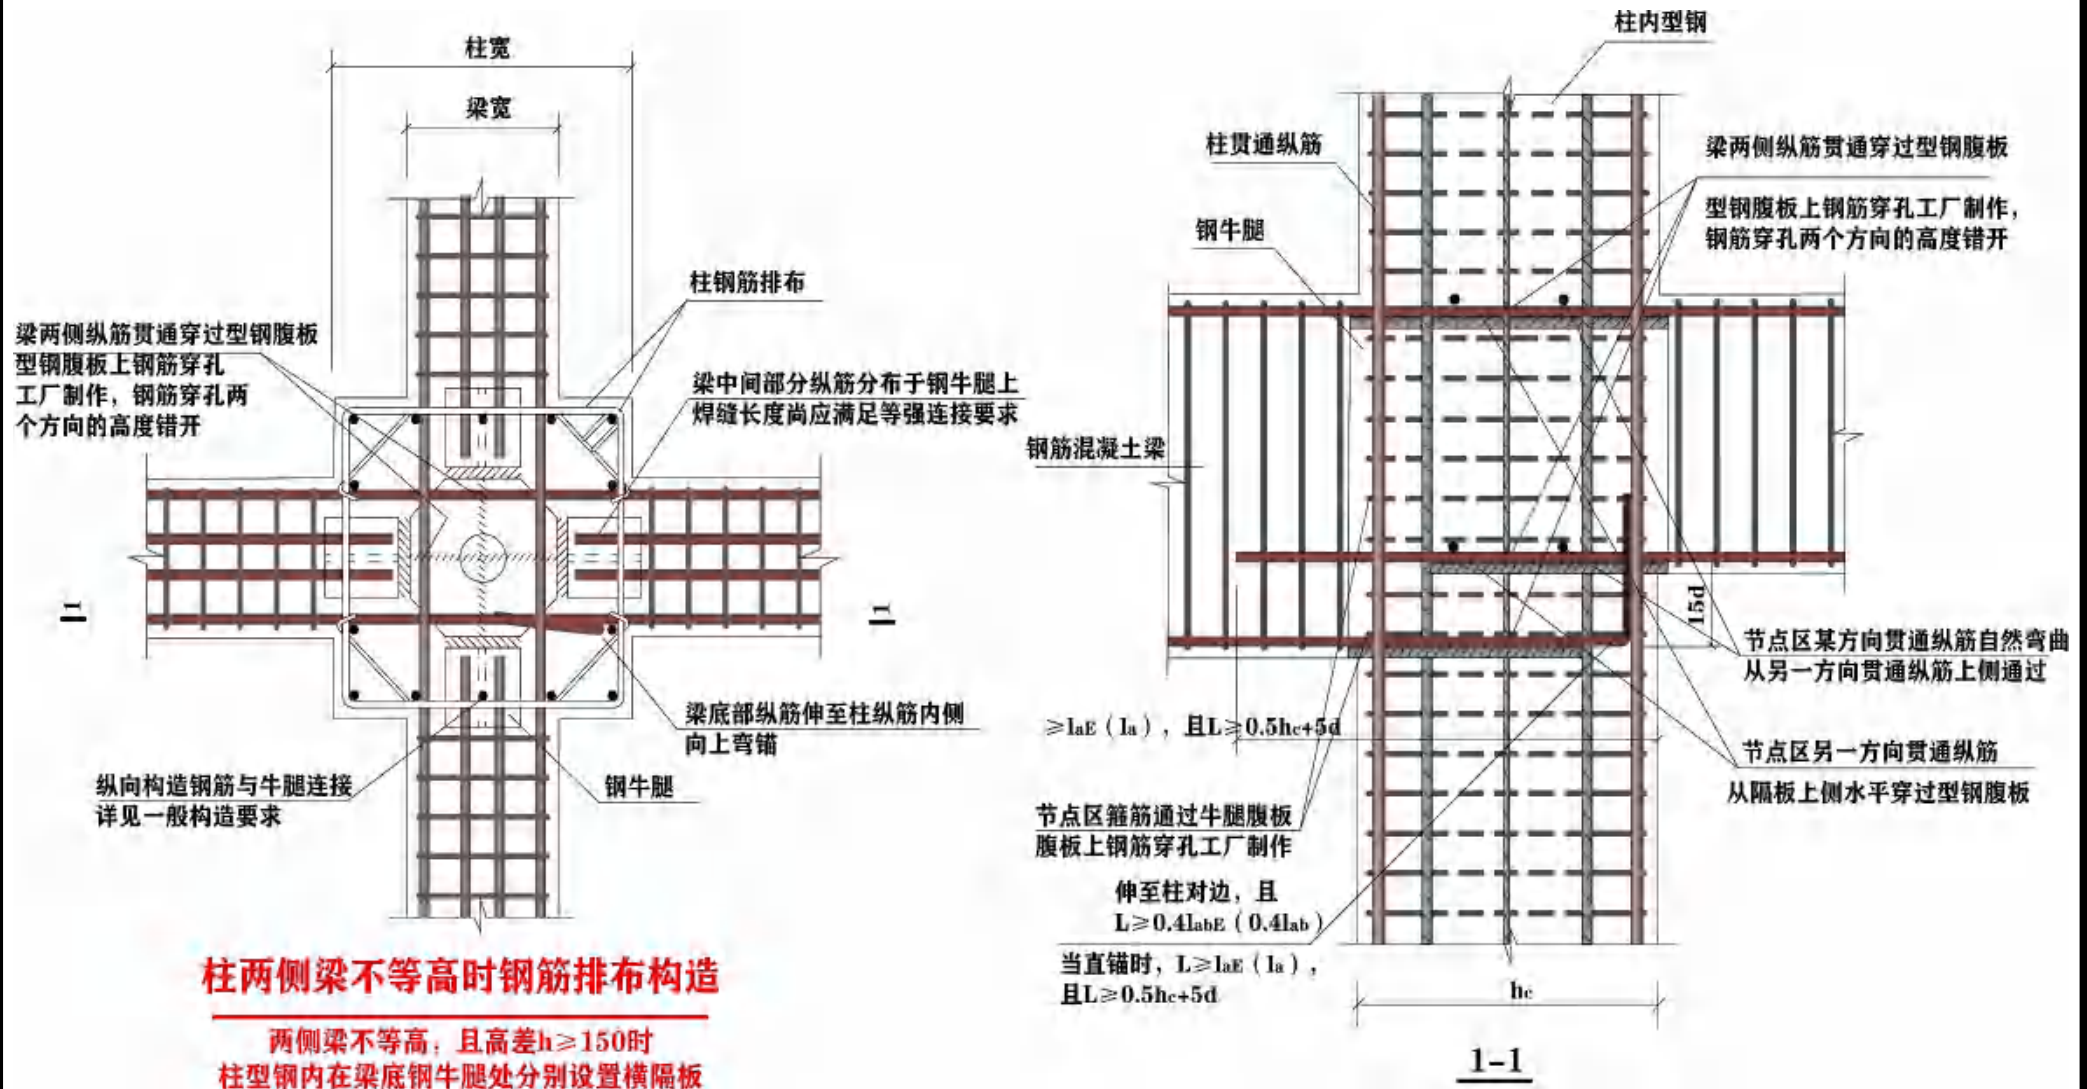 柱宽
梁宽
柱钢筋排布
梁两侧纵筋贯通穿过型钢腹板
型钢腹板上钢筋穿孔
工厂制作，钢筋穿孔两
个方向的高度错开
梁中间部分纵筋分布于钢牛腿上
焊缝长度尚应满足等强连接要求
1
1
梁底部纵筋伸至柱纵筋内侧
向上弯锚
纵向构造钢筋与牛腿连接
详见一般构造要求
钢牛腿
柱两侧梁不等高时钢筋排布构造
两侧梁不等高，且高差h≥150时
柱型钢内在梁底钢牛腿处分别设置横隔板
柱内型钢
柱贯通纵筋
梁两侧纵筋贯通穿过型钢腹板
型钢腹板上钢筋穿孔工厂制作，
钢筋穿孔两个方向的高度错开
钢牛腿
钢筋混凝土梁
15d
节点区某方向贯通纵筋自然弯曲
从另一方向贯通纵筋上侧通过
≥laE（la），且L≥0.5hc+5d
节点区另一方向贯通纵筋
从隔板上侧水平穿过型钢腹板
节点区箍筋通过牛腿腹板
腹板上钢筋穿孔工厂制作
伸至柱对边，且
L≥0.4labE（0.4lab）
当直锚时，L≥laE（la），
且L≥0.5hc+5d
hc
1-1